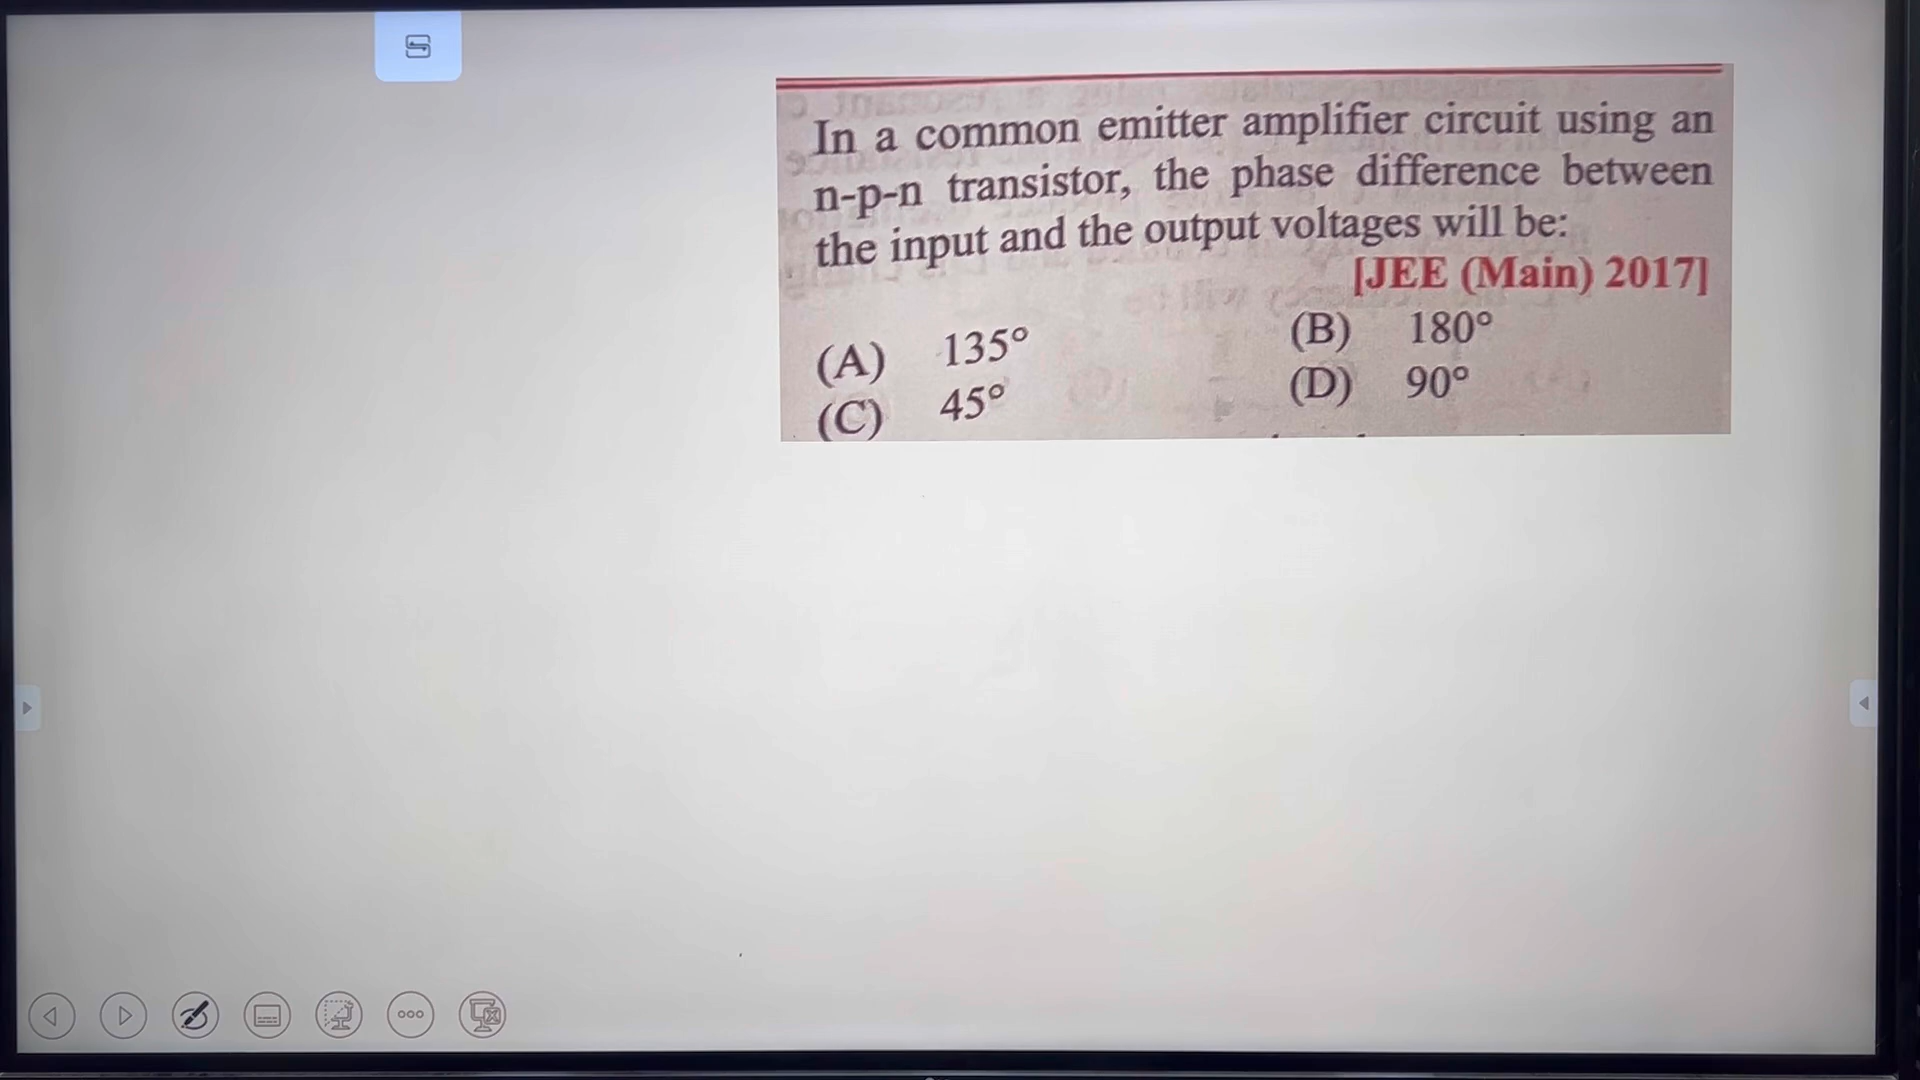 In a common emitter amplifier circuit using an
n-p-n transistor, the phase difference between
the input and the output voltages will be:
[JEE (Main) 2017]
(A) 135° (B) 180°
(C) 45° (D) 90°